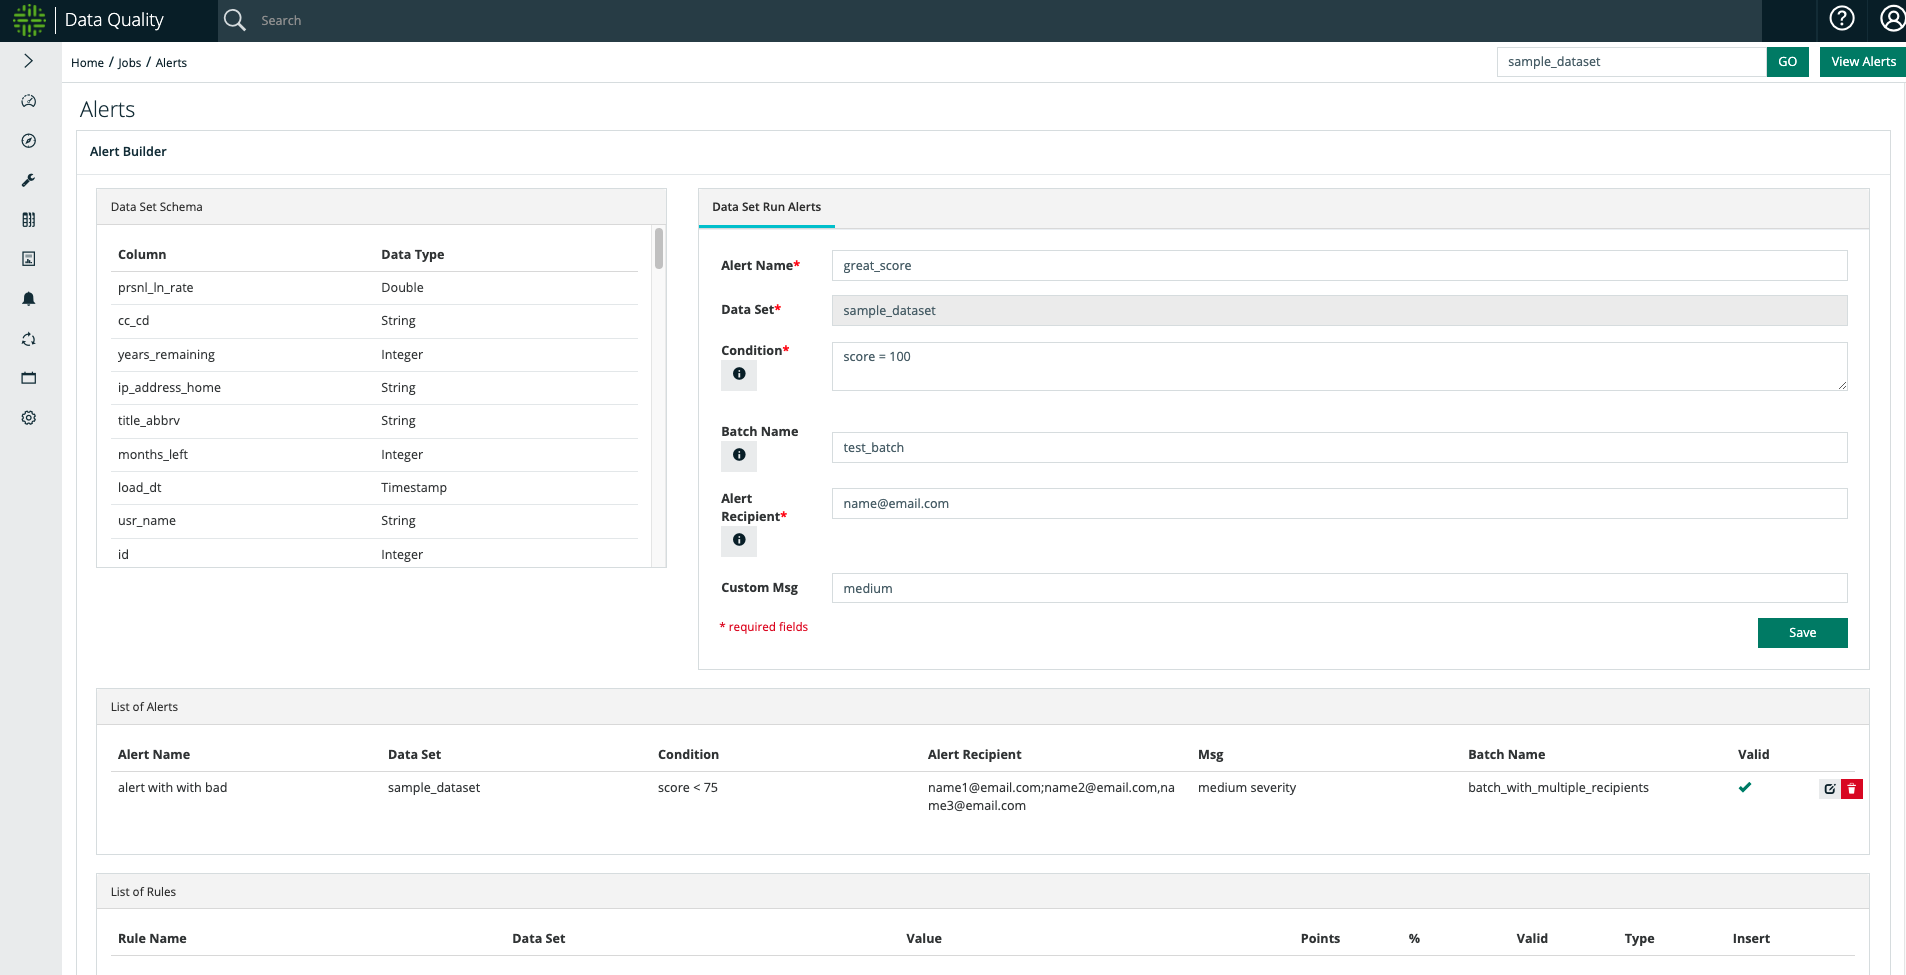 Data Quality
Search
Home / Jobs / Alerts
sample_dataset
GO
View Alerts
Alerts
Alert Builder
Data Set Schema
Column Data Type
prsnl_ln_rate Double
cc_cd String
years_remaining Integer
ip_address_home String
title_abbrv String
months_left Integer
load_dt Timestamp
usr_name String
id Integer
Data Set Run Alerts
Alert Name* great_score
Data Set* sample_dataset
Condition* score = 100
Batch Name
test_batch
Alert
Recipient*
name@email.com
Custom Msg medium
* required fields
Save
List of Alerts
Alert Name Data Set Condition Alert Recipient Msg Batch Name Valid
alert with with bad sample_dataset score < 75 name1@email.com;name2@email.com,na medium severity batch_with_multiple_recipients
me3@email.com
List of Rules
Rule Name Data Set Value Points % Valid Type Insert